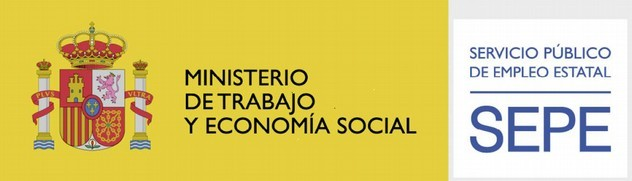 PLVS VLTRA
MINISTERIO
DE TRABAJO
Y ECONOMÍA SOCIAL
SERVICIO PÚBLICO
DE EMPLEO ESTATAL
SEPE